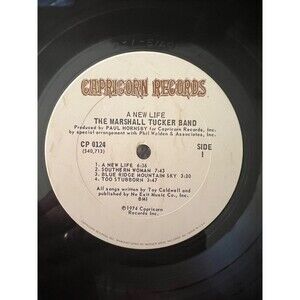 CAPRICORN RECORDS
A NEW LIFE
THE MARSHALL TUCKER BAND
Produced by PAUL HORNSBY for Capricorn Records, Inc.
by special arrangement with Phil Walden & Associates, Inc.
CP 0124
(S40,713)
SIDE
1
1 A NEW LIFE 6:38
2 SOUTHERN WOMAN 7:43
3 BLUE RIDGE MOUNTAIN SKY 3:30
4 TOO STUBBORN 3:47
All songs written by Toy Caldwell and
published by No Exit Music Co., Inc.
BMI
©1974 Capricorn
Records Inc.